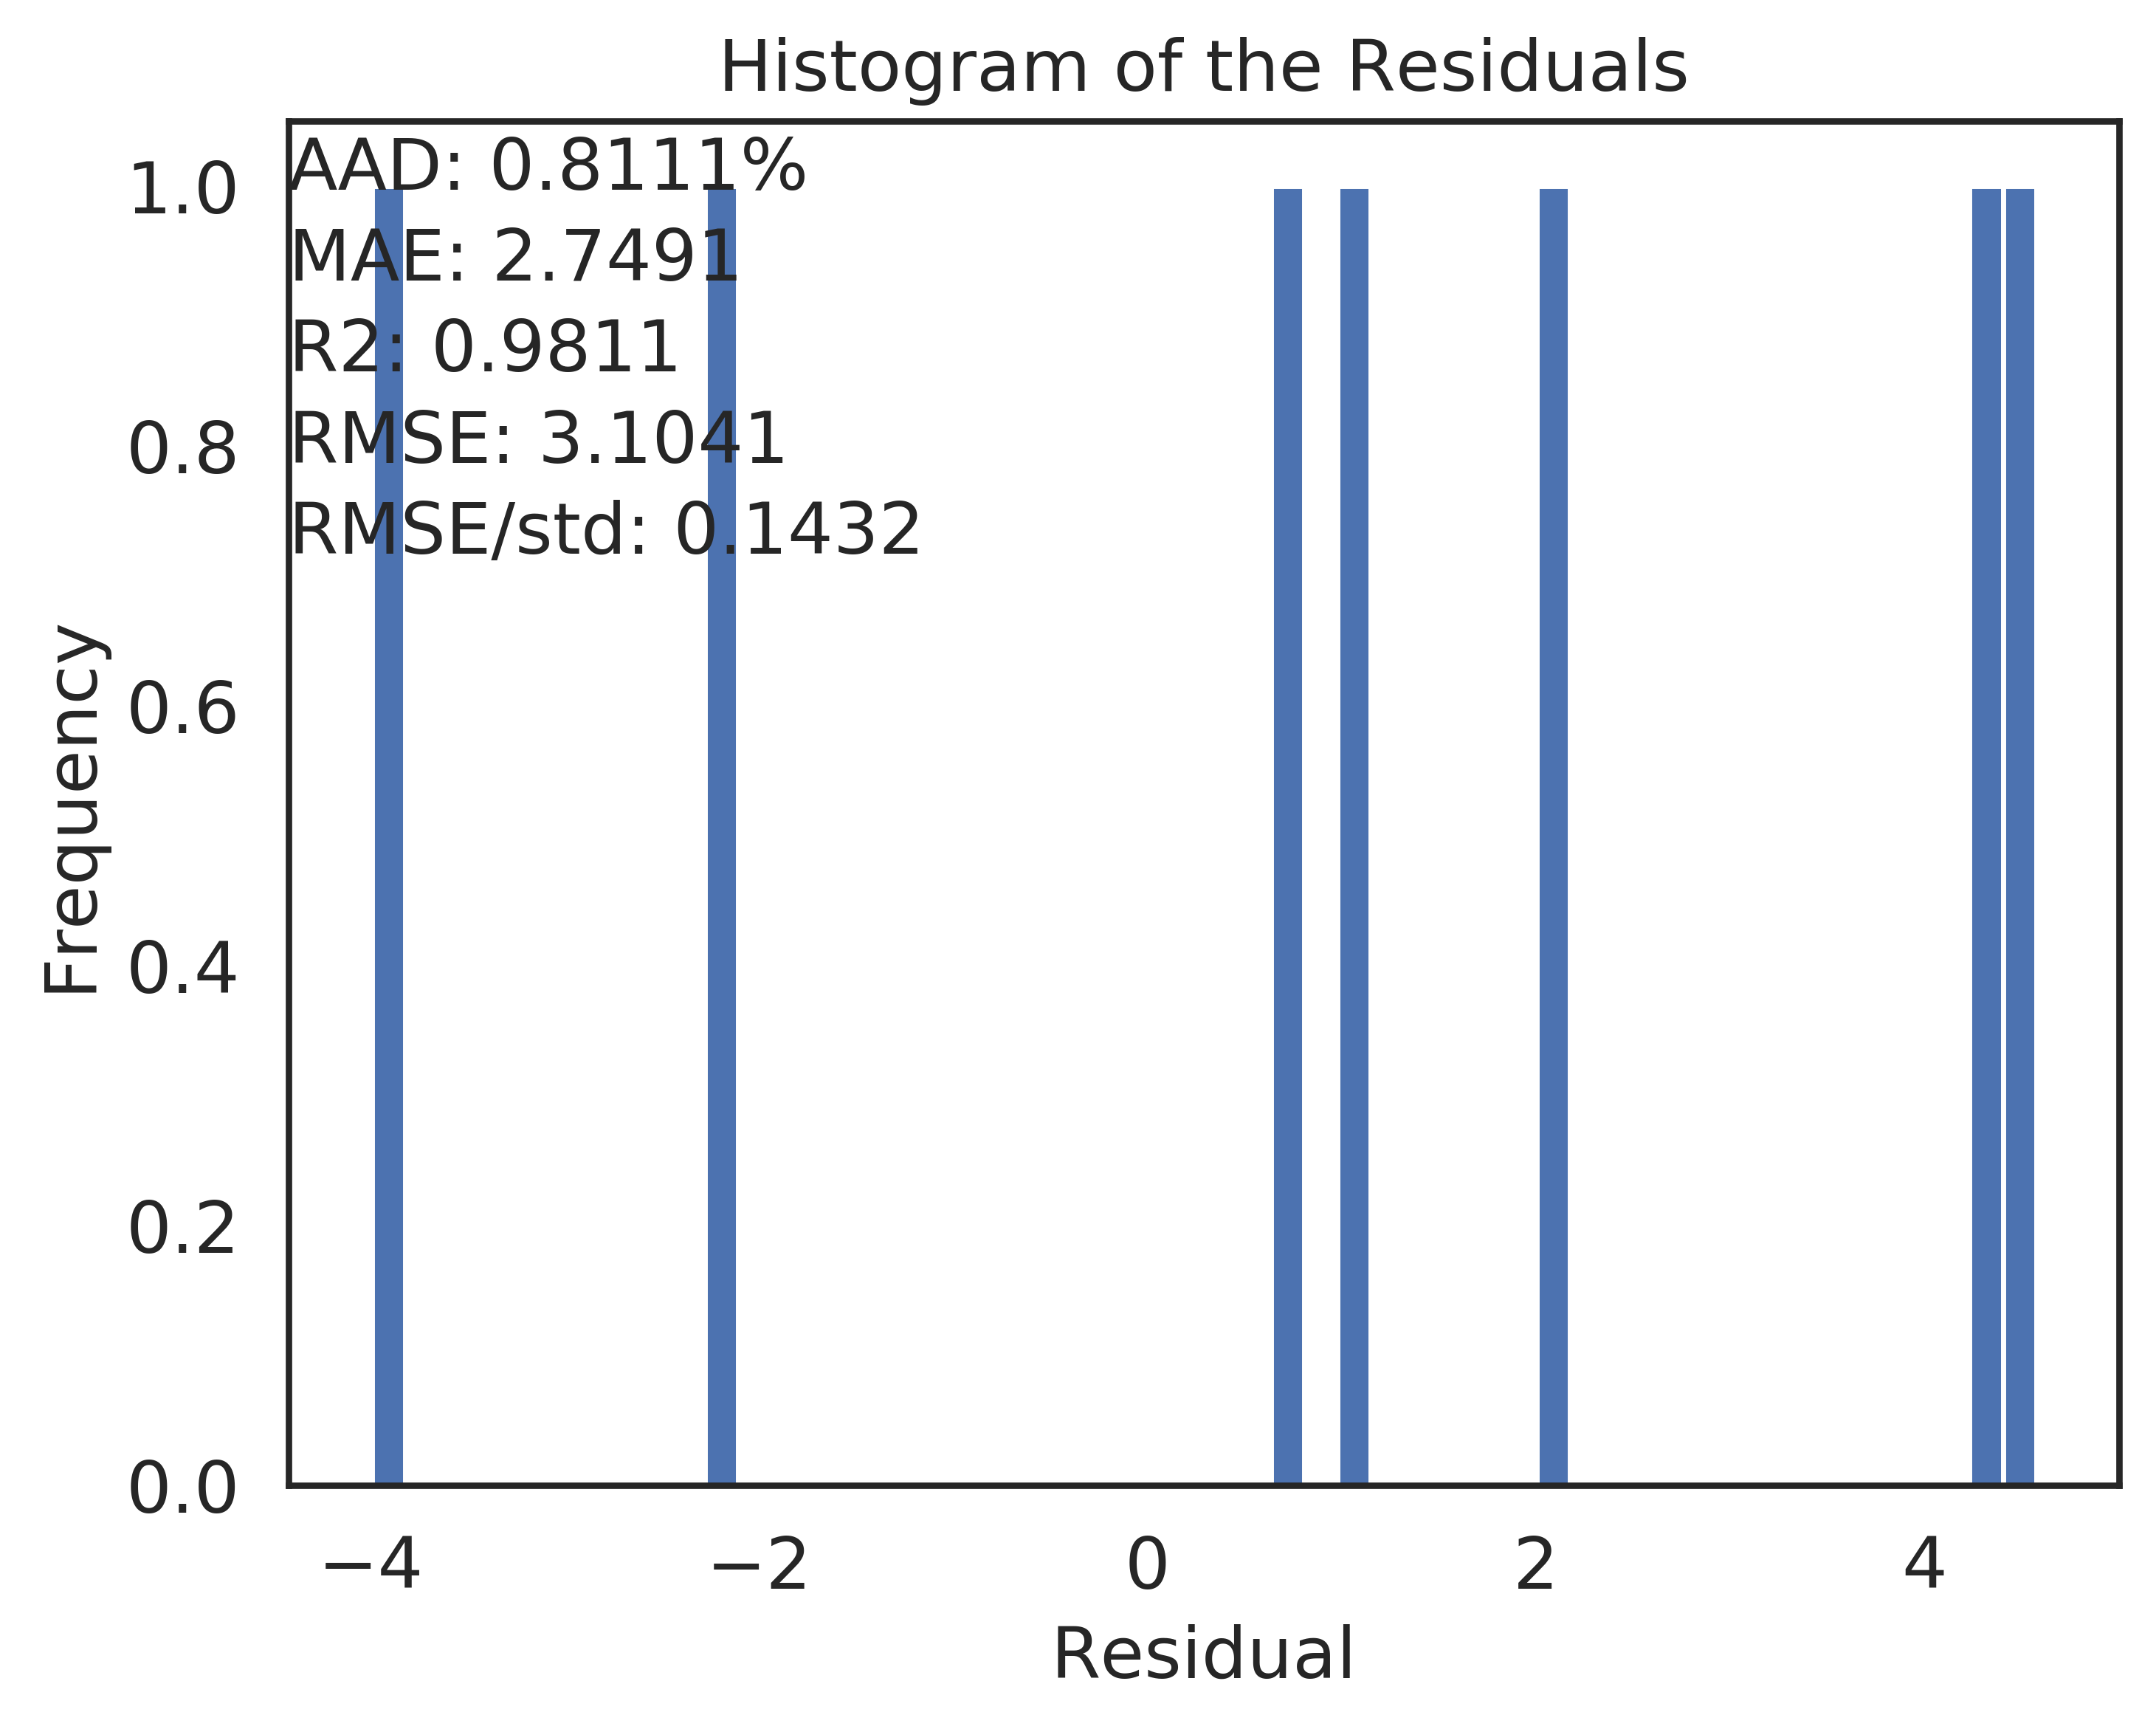 Histogram of the Residuals
AAD: 0.8111%
MAE: 2.7491
R2: 0.9811
RMSE: 3.1041
RMSE/std: 0.1432
1.0
0.8
0.6
0.4
0.2
0.0
Frequency
−4 −2 0 2 4
Residual